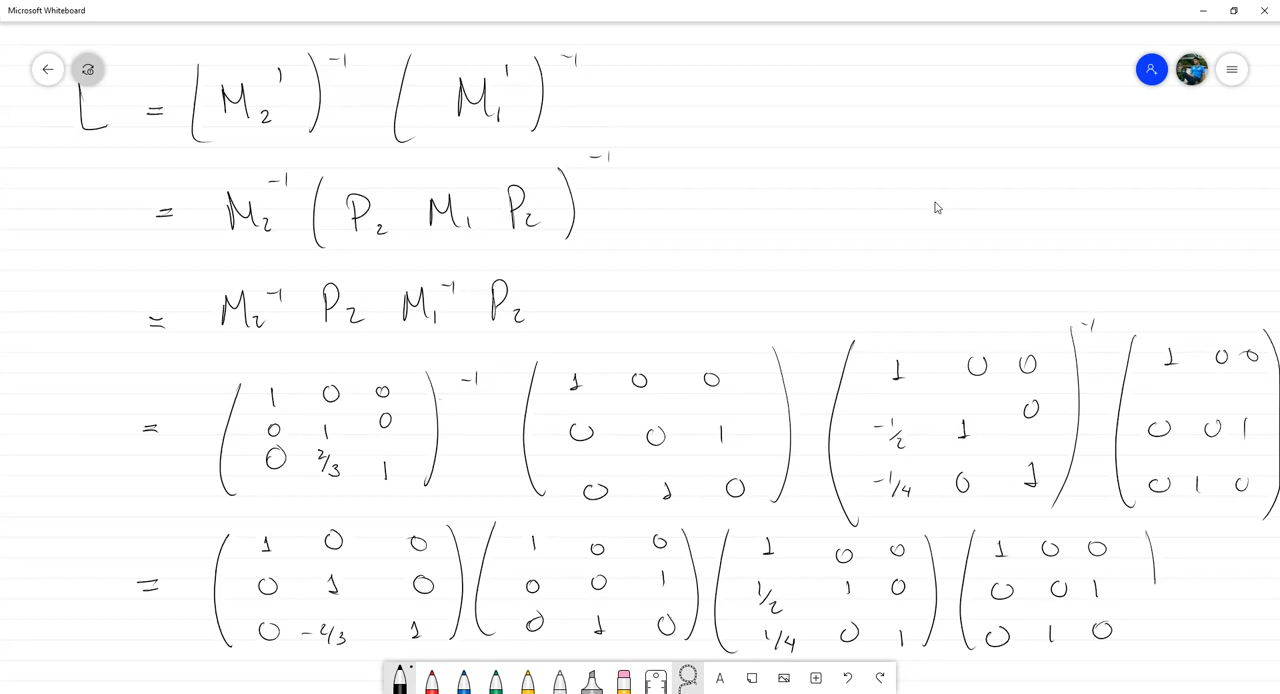 Microsoft Whiteboard
L = (M₂')⁻¹ (M₁')⁻¹
= M₂⁻¹ (P₂ M₁ P₂)⁻¹
= M₂⁻¹ P₂ M₁⁻¹ P₂
= (1 0 0; 0 1 0; 0 2/3 1)⁻¹ (1 0 0; 0 0 1; 0 1 0) (1 0 0; -1/2 1 0; -1/4 0 1)⁻¹ (1 0 0; 0 0 1; 0 1 0)
= (1 0 0; 0 1 0; 0 -2/3 1) (1 0 0; 0 0 1; 0 1 0) (1 0 0; 1/2 1 0; 1/4 0 1) (1 0 0; 0 0 1; 0 1 0)
A